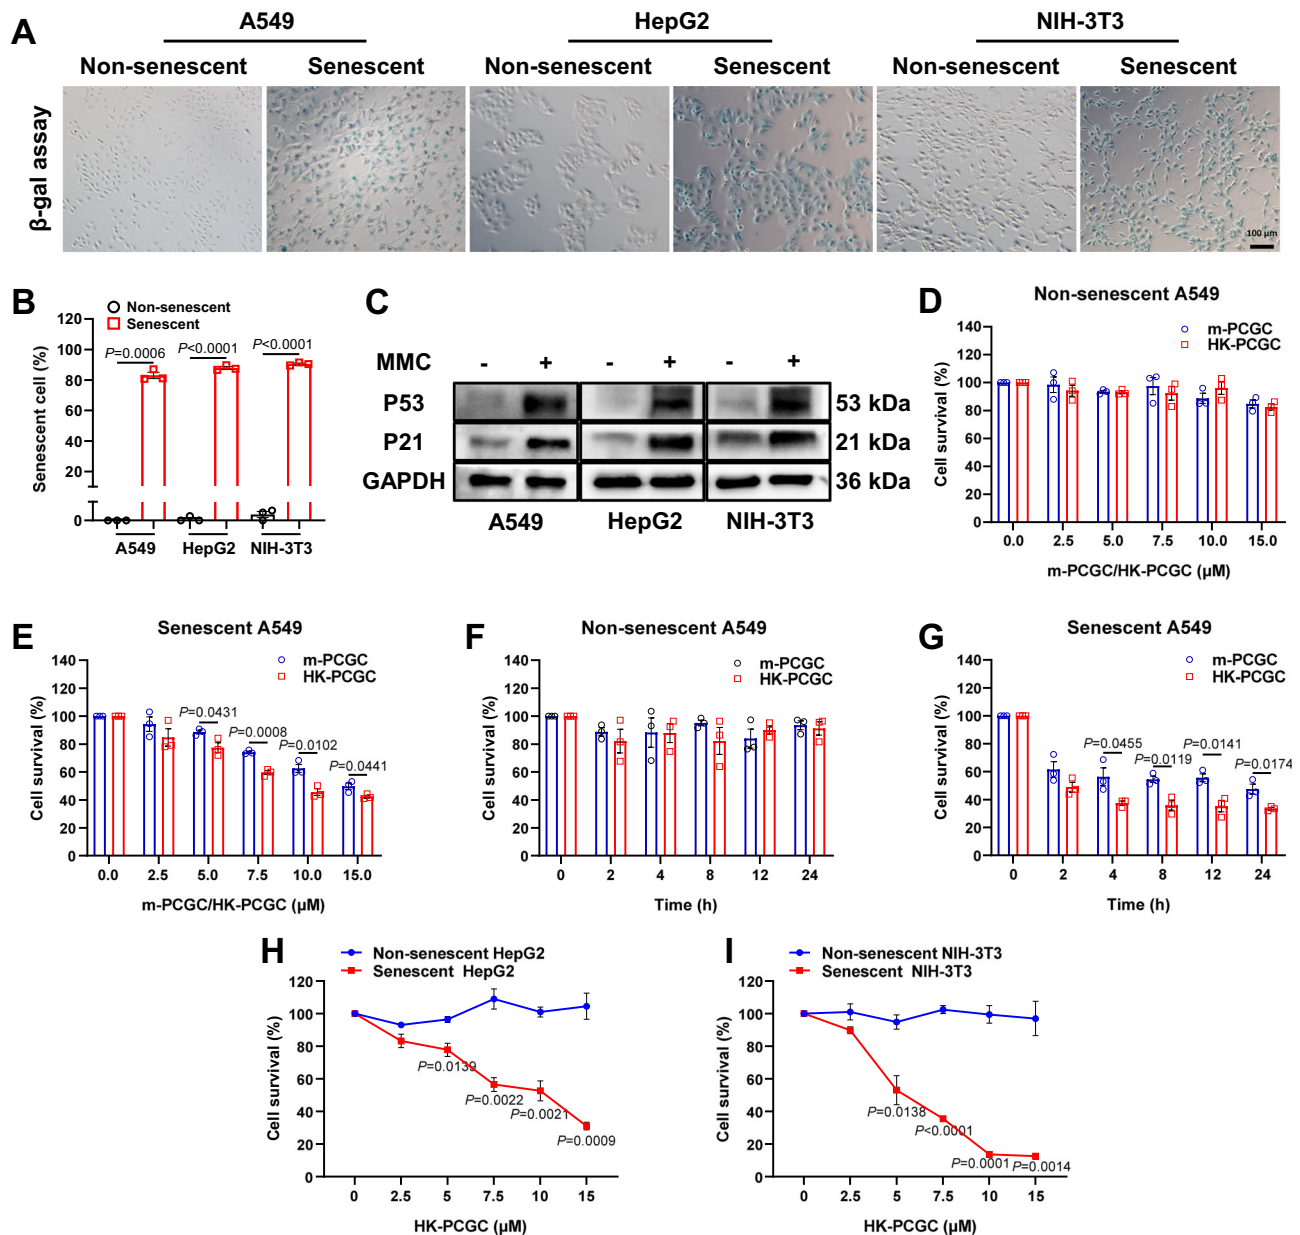 A
A549
HepG2
NIH-3T3
Non-senescent
Senescent
Non-senescent
Senescent
Non-senescent
Senescent
β-gal assay
100 μm
B
Non-senescent
Senescent
Senescent cell (%)
120
100
80
60
40
20
0
P=0.0006
P<0.0001
P<0.0001
A549
HepG2
NIH-3T3
C
MMC
-
+
-
+
-
+
P53
53 kDa
P21
21 kDa
GAPDH
36 kDa
A549
HepG2
NIH-3T3
D
Non-senescent A549
m-PCGC
HK-PCGC
Cell survival (%)
140
120
100
80
60
40
20
0
0.0
2.5
5.0
7.5
10.0
15.0
m-PCGC/HK-PCGC (μM)
E
Senescent A549
m-PCGC
HK-PCGC
Cell survival (%)
140
120
100
80
60
40
20
0
P=0.0431
P=0.0008
P=0.0102
P=0.0441
0.0
2.5
5.0
7.5
10.0
15.0
m-PCGC/HK-PCGC (μM)
F
Non-senescent A549
m-PCGC
HK-PCGC
Cell survival (%)
140
120
100
80
60
40
20
0
0
2
4
8
12
24
Time (h)
G
Senescent A549
m-PCGC
HK-PCGC
Cell survival (%)
140
120
100
80
60
40
20
0
P=0.0455
P=0.0119
P=0.0141
P=0.0174
0
2
4
8
12
24
Time (h)
H
Non-senescent HepG2
Senescent HepG2
Cell survival (%)
120
100
80
60
40
20
0
P=0.0139
P=0.0022
P=0.0021
P=0.0009
0
2.5
5
7.5
10
15
HK-PCGC (μM)
I
Non-senescent NIH-3T3
Senescent NIH-3T3
Cell survival (%)
120
100
80
60
40
20
0
P=0.0138
P<0.0001
P=0.0001
P=0.0014
0
2.5
5
7.5
10
15
HK-PCGC (μM)